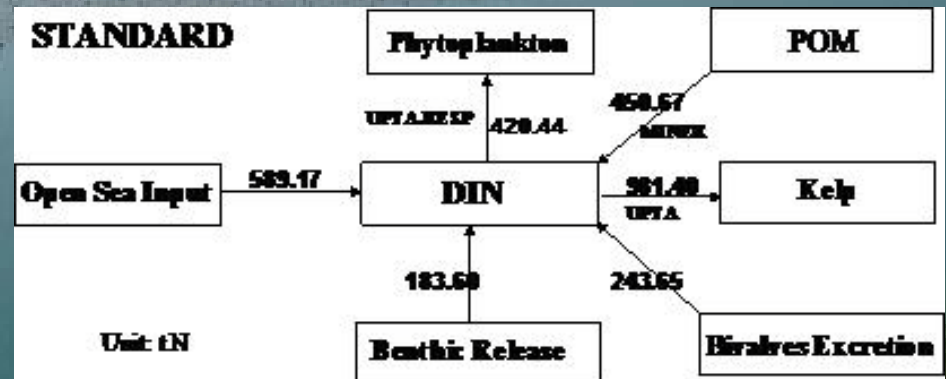 STANDARD
Phytoplankton
POM
UPTA-RESP
420.44
450.67
MINER
Open Sea Input
589.17
DIN
981.40
UPTA
Kelp
183.60
243.65
Unit: tN
Benthic Release
Bivalves Excretion